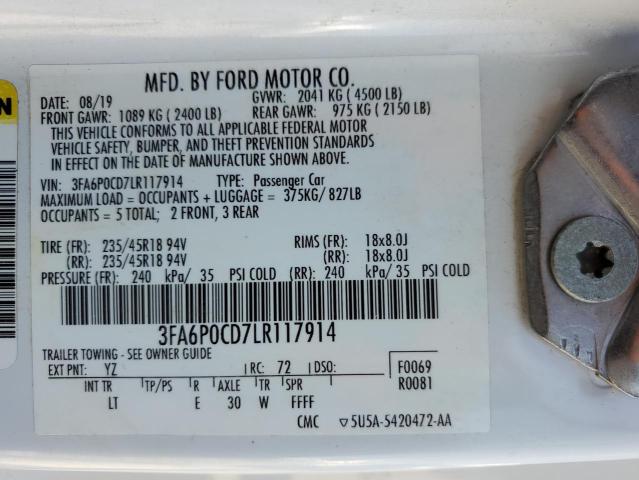 N
MFD. BY FORD MOTOR CO.
DATE: 08/19 GVWR: 2041 KG ( 4500 LB)
FRONT GAWR: 1089 KG ( 2400 LB) REAR GAWR: 975 KG ( 2150 LB)
THIS VEHICLE CONFORMS TO ALL APPLICABLE FEDERAL MOTOR
VEHICLE SAFETY, BUMPER, AND THEFT PREVENTION STANDARDS
IN EFFECT ON THE DATE OF MANUFACTURE SHOWN ABOVE.
VIN: 3FA6P0CD7LR117914 TYPE: Passenger Car
MAXIMUM LOAD = OCCUPANTS + LUGGAGE = 375KG/ 827LB
OCCUPANTS = 5 TOTAL; 2 FRONT, 3 REAR
TIRE (FR): 235/45R18 94V RIMS (FR): 18x8.0J
(RR): 235/45R18 94V (RR): 18x8.0J
PRESSURE (FR): 240 kPa/ 35 PSI COLD (RR): 240 kPa/ 35 PSI COLD
3FA6P0CD7LR117914
TRAILER TOWING - SEE OWNER GUIDE
EXT PNT: YZ RC: 72 DSO: F0069
INT TR TP/PS R AXLE TR SPR R0081
LT E 30 W FFFF
CMC ▽5U5A-5420472-AA